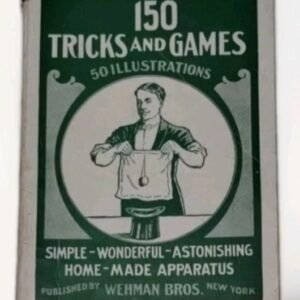 150
TRICKS AND GAMES
50 ILLUSTRATIONS
SIMPLE-WONDERFUL-ASTONISHING
HOME-MADE APPARATUS
PUBLISHED BY WEHMAN BROS. NEW YORK